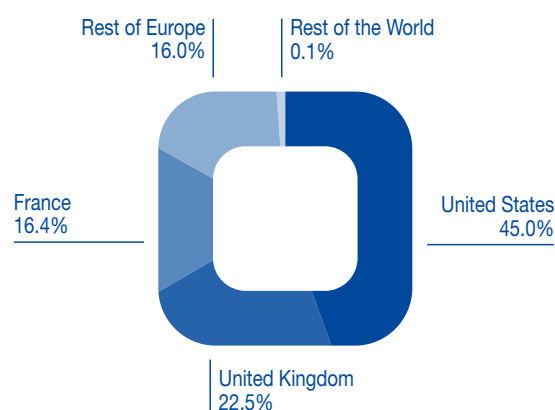 Rest of Europe
16.0%
Rest of the World
0.1%
France
16.4%
United States
45.0%
United Kingdom
22.5%